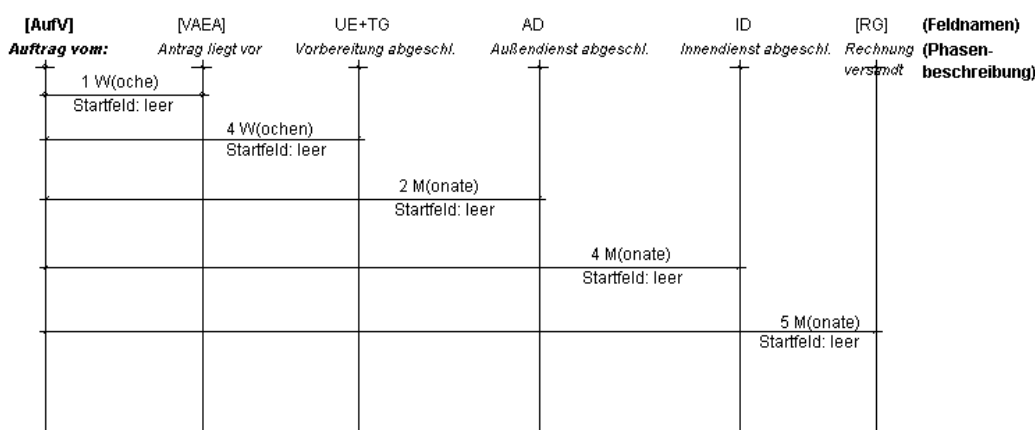 [AufV] [VAEA] UE+TG AD ID [RG] (Feldnamen)
Auftrag vom: Antrag liegt vor Vorbereitung abgeschl. Außendienst abgeschl. Innendienst abgeschl. Rechnung (Phasen-
versandt beschreibung)
1 W(oche)
Startfeld: leer
4 W(ochen)
Startfeld: leer
2 M(onate)
Startfeld: leer
4 M(onate)
Startfeld: leer
5 M(onate)
Startfeld: leer